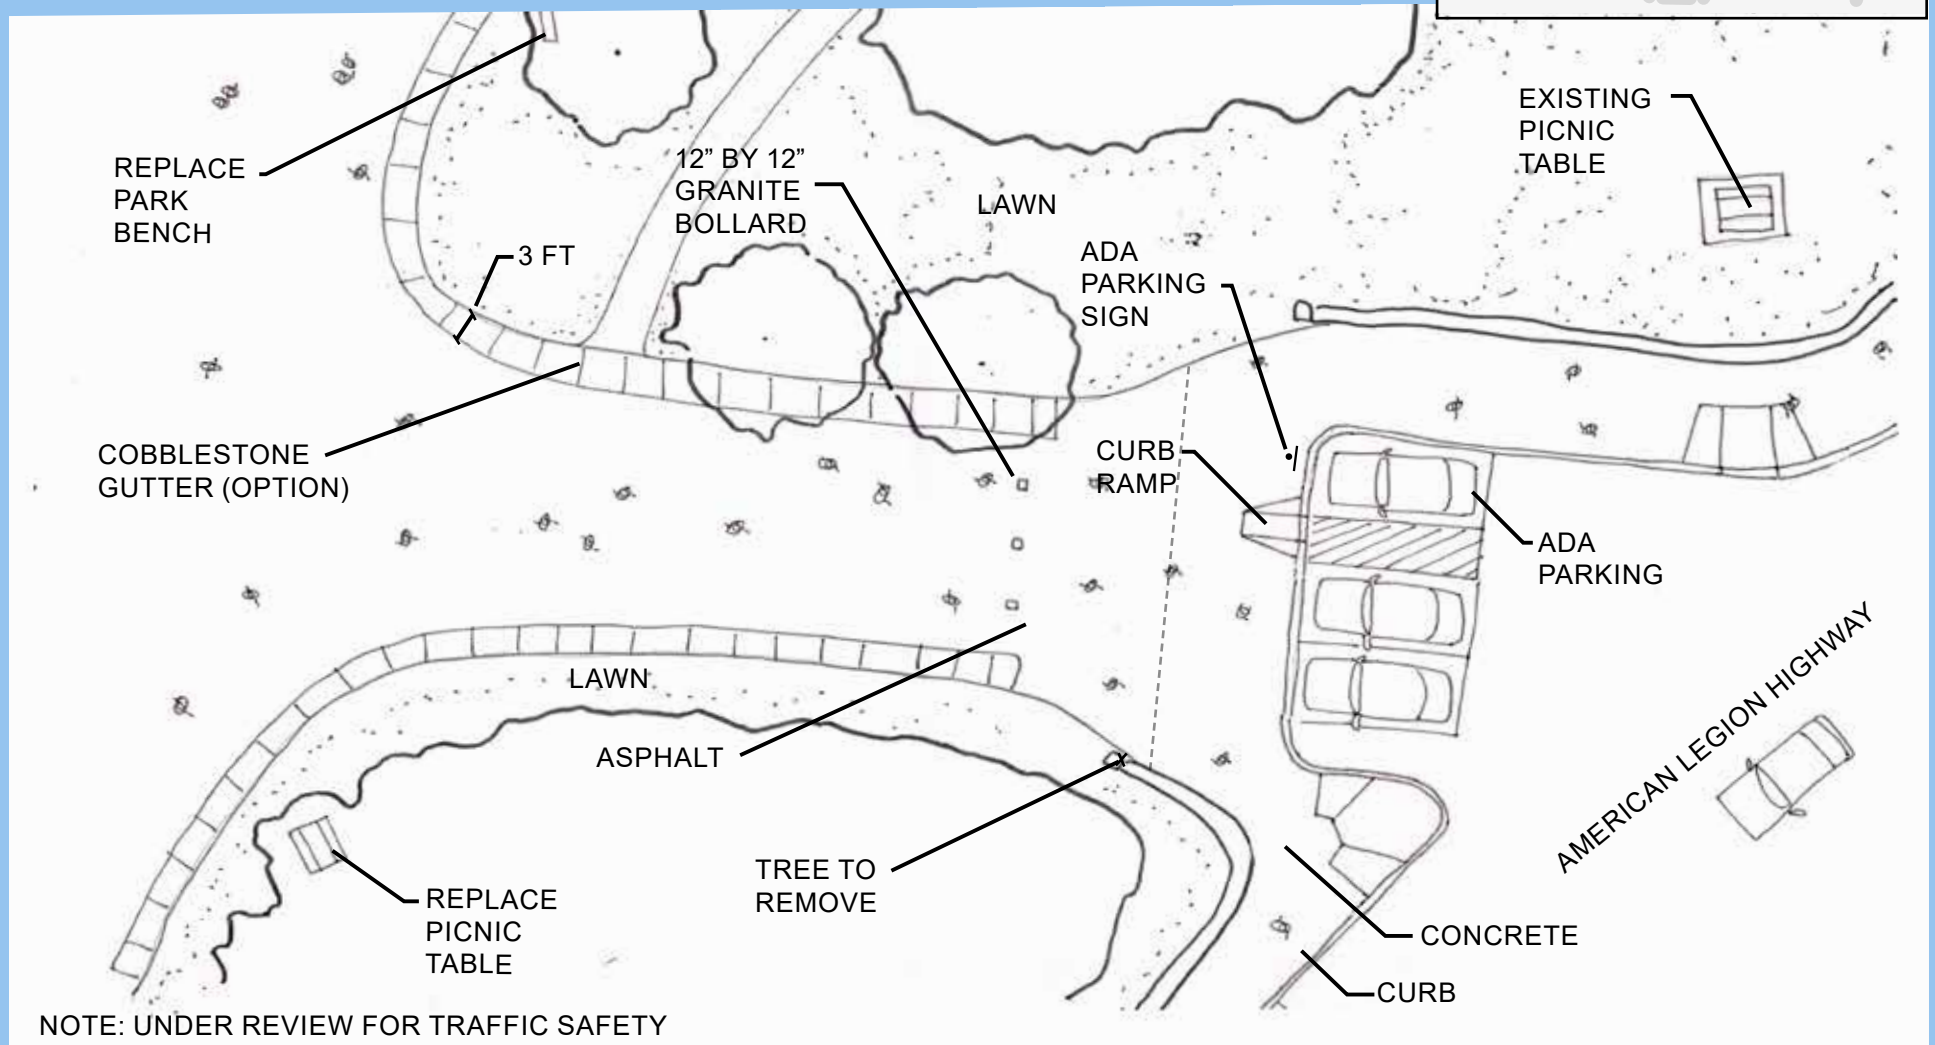 REPLACE
PARK
BENCH
12” BY 12”
GRANITE
BOLLARD
LAWN
EXISTING
PICNIC
TABLE
3 FT
ADA
PARKING
SIGN
COBBLESTONE
GUTTER (OPTION)
CURB
RAMP
ADA
PARKING
LAWN
ASPHALT
AMERICAN LEGION HIGHWAY
TREE TO
REMOVE
REPLACE
PICNIC
TABLE
CONCRETE
CURB
NOTE: UNDER REVIEW FOR TRAFFIC SAFETY